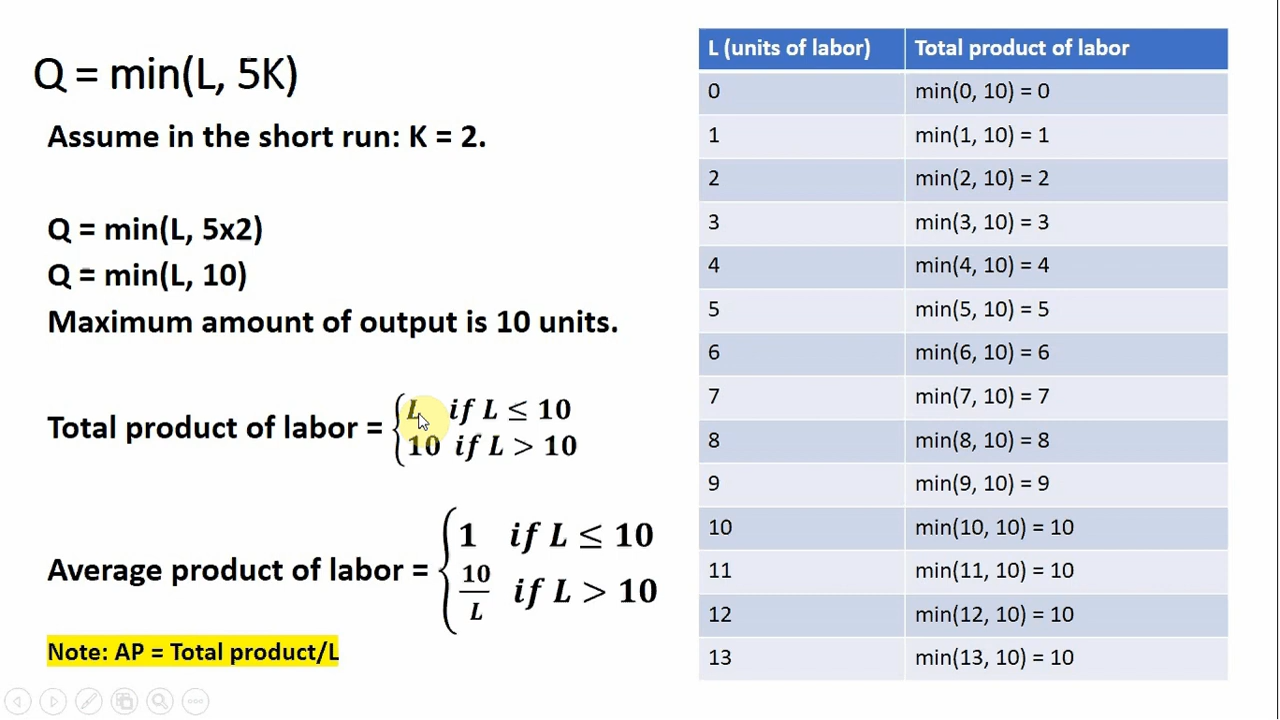 Q = min(L, 5K)
Assume in the short run: K = 2.
Q = min(L, 5x2)
Q = min(L, 10)
Maximum amount of output is 10 units.
Total product of labor = { L if L ≤ 10
10 if L > 10
Average product of labor = { 1 if L ≤ 10
10/L if L > 10
Note: AP = Total product/L
L (units of labor) Total product of labor
0 min(0, 10) = 0
1 min(1, 10) = 1
2 min(2, 10) = 2
3 min(3, 10) = 3
4 min(4, 10) = 4
5 min(5, 10) = 5
6 min(6, 10) = 6
7 min(7, 10) = 7
8 min(8, 10) = 8
9 min(9, 10) = 9
10 min(10, 10) = 10
11 min(11, 10) = 10
12 min(12, 10) = 10
13 min(13, 10) = 10